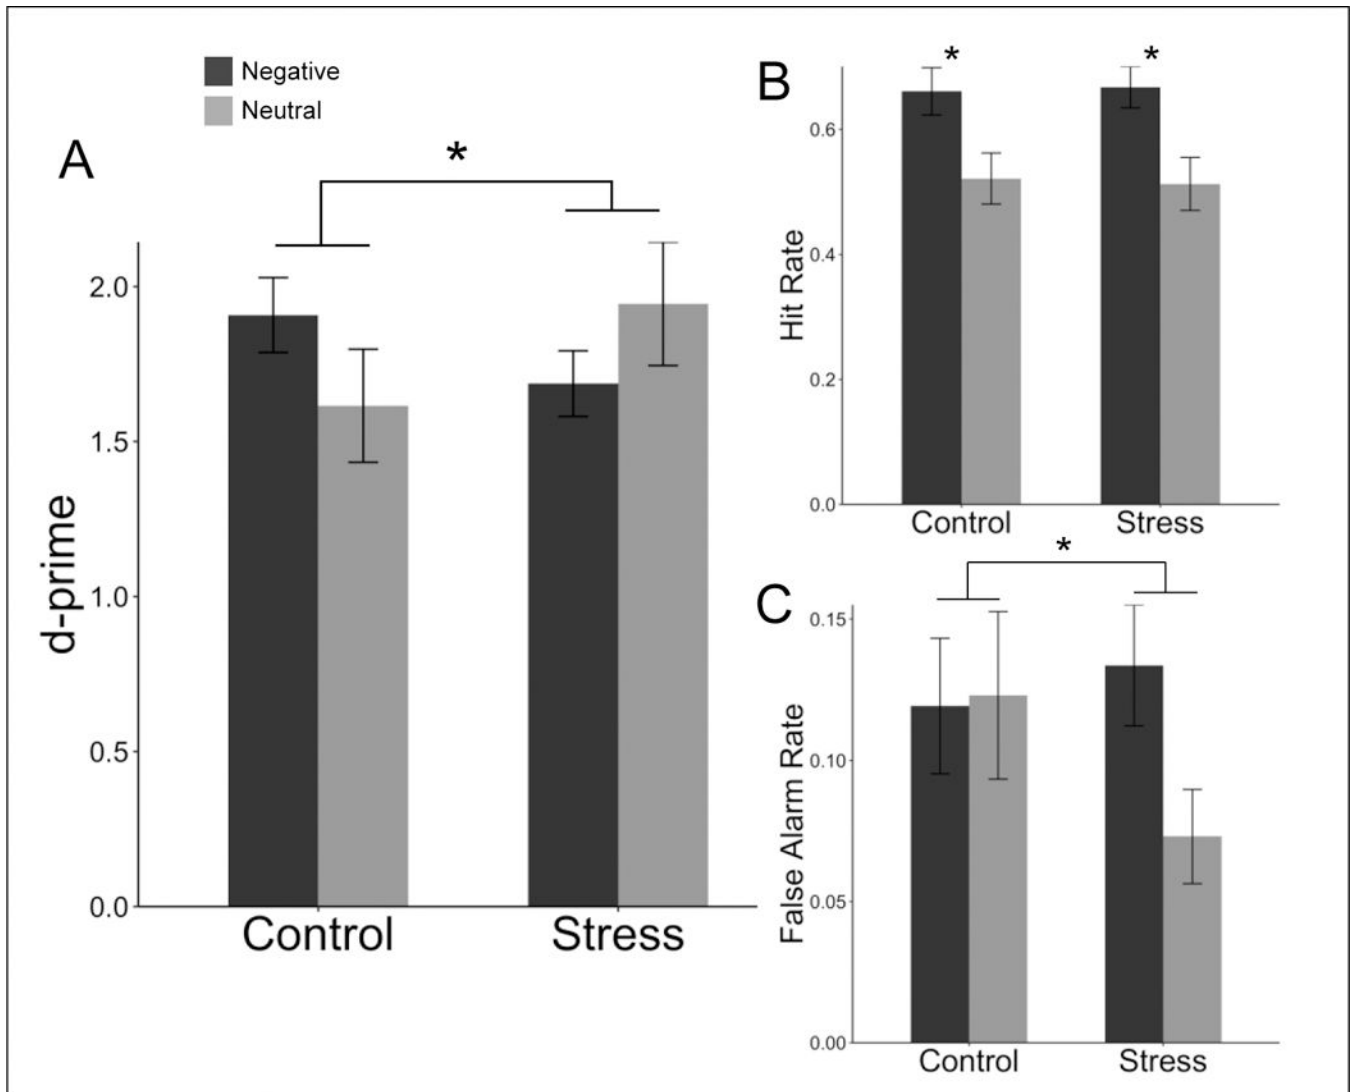 Negative
Neutral
A
*
2.0
1.5
1.0
0.5
0.0
d-prime
Control Stress
B
* *
0.6
0.4
0.2
0.0
Hit Rate
Control Stress
C
*
0.15
0.10
0.05
0.00
False Alarm Rate
Control Stress